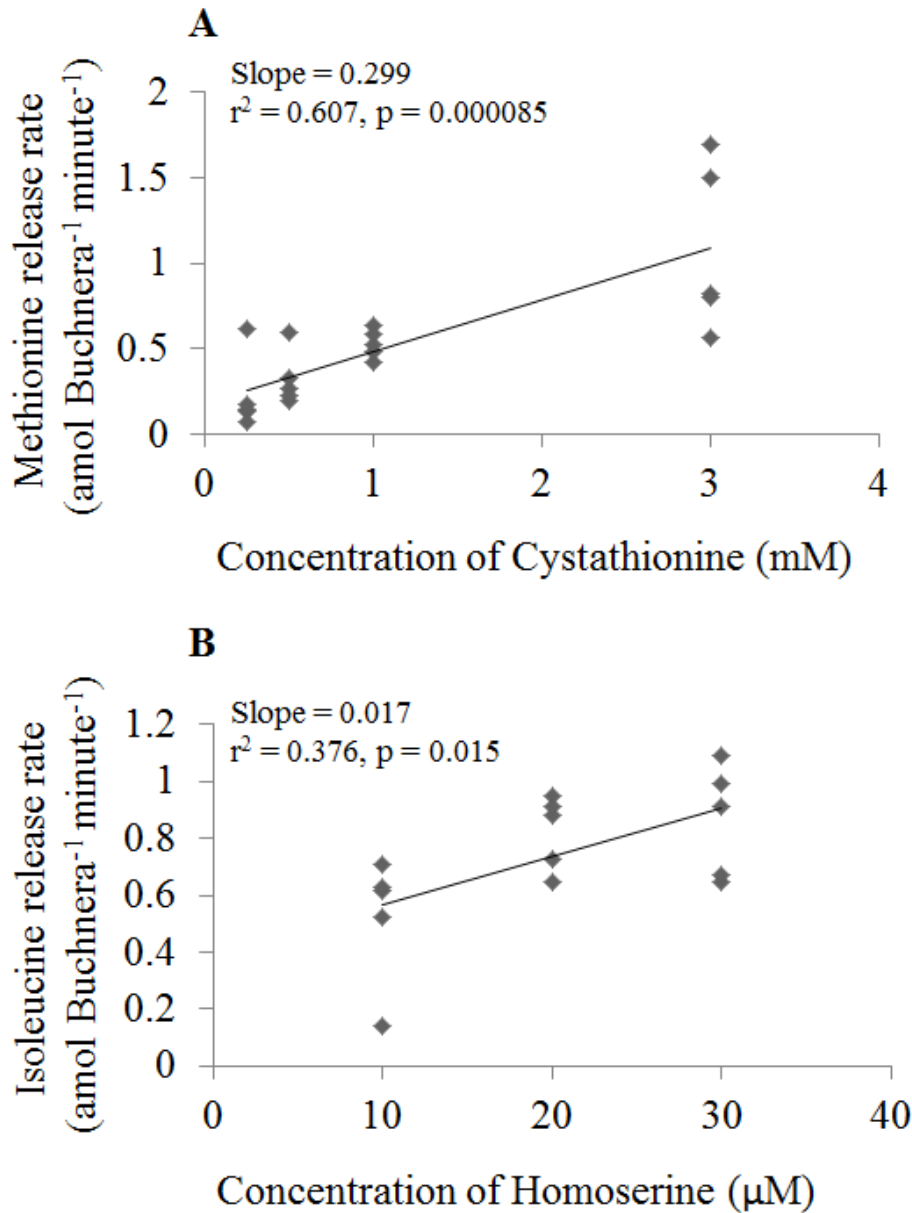 A
Slope = 0.299
r² = 0.607, p = 0.000085
Methionine release rate
(amol Buchnera⁻¹ minute⁻¹)
2
1.5
1
0.5
0
0 1 2 3 4
Concentration of Cystathionine (mM)
B
Slope = 0.017
r² = 0.376, p = 0.015
Isoleucine release rate
(amol Buchnera⁻¹ minute⁻¹)
1.2
1
0.8
0.6
0.4
0.2
0
0 10 20 30 40
Concentration of Homoserine (μM)